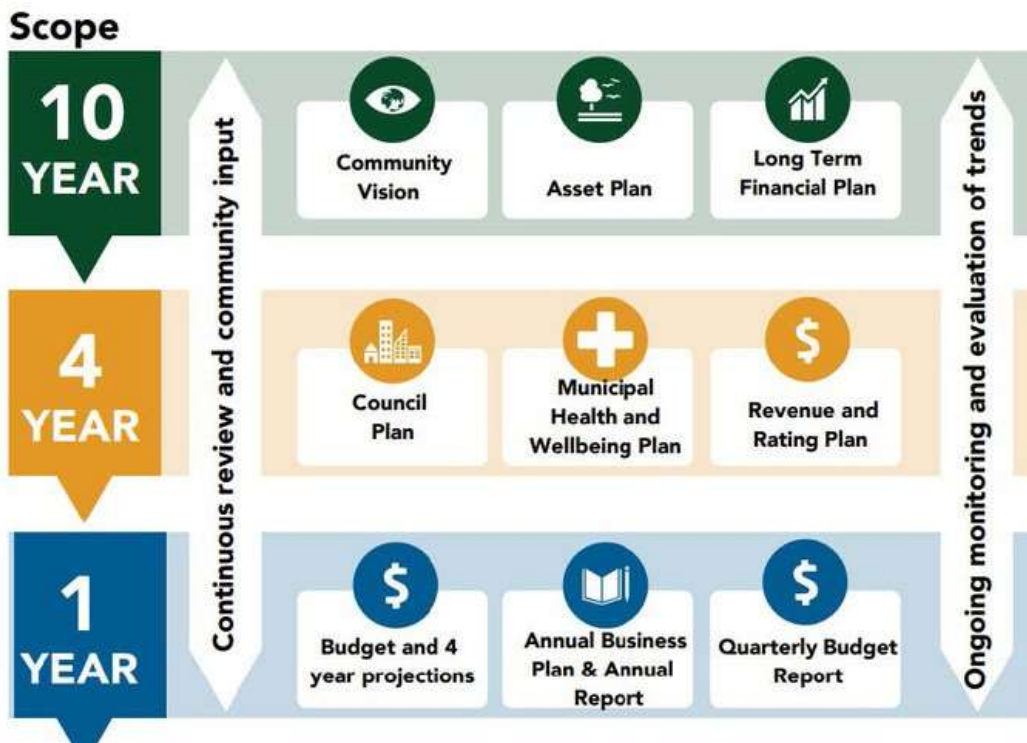 Scope
10
YEAR
Continuous review and community input
Community
Vision
Asset Plan
Long Term
Financial Plan
Ongoing monitoring and evaluation of trends
4
YEAR
Council
Plan
Municipal
Health and
Wellbeing Plan
Revenue and
Rating Plan
$
1
YEAR
$
Budget and 4
year projections
Annual Business
Plan & Annual
Report
$
Quarterly Budget
Report